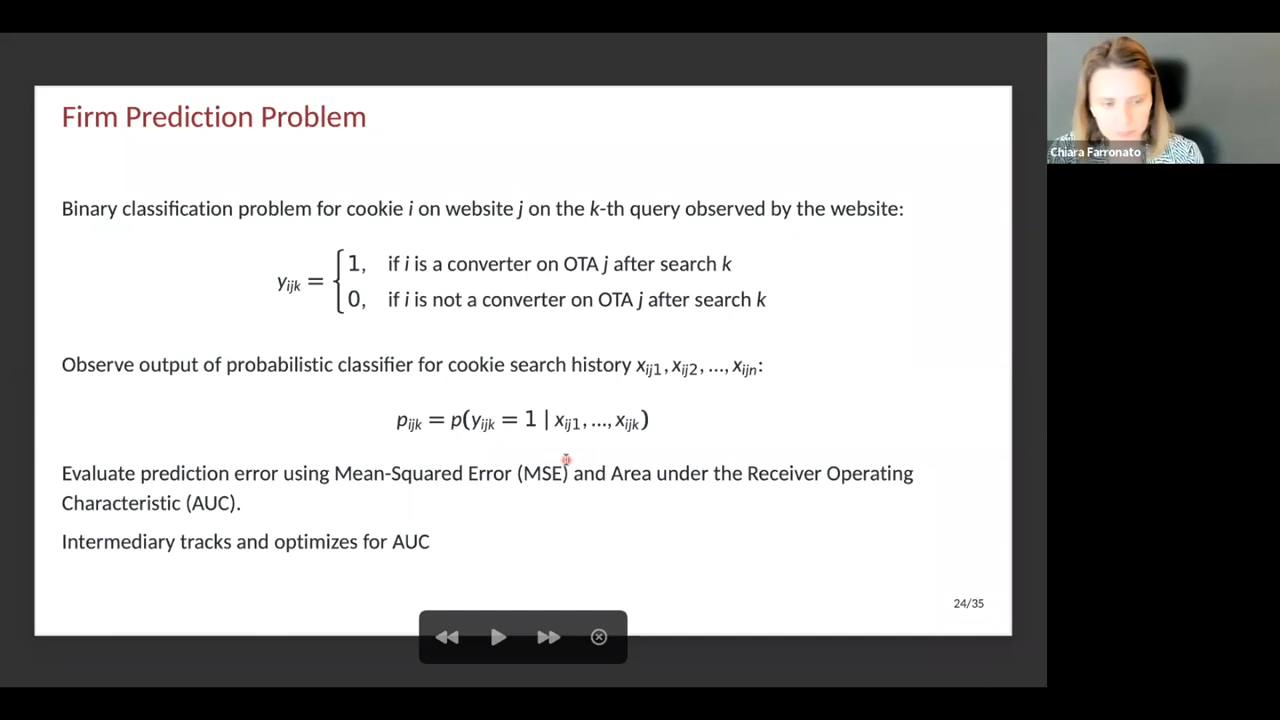 Firm Prediction Problem
Chiara Farronato
Binary classification problem for cookie i on website j on the k-th query observed by the website:
y_ijk = { 1, if i is a converter on OTA j after search k
0, if i is not a converter on OTA j after search k
Observe output of probabilistic classifier for cookie search history x_ij1, x_ij2, ..., x_ijn:
p_ijk = p(y_ijk = 1 | x_ij1, ..., x_ijk)
Evaluate prediction error using Mean-Squared Error (MSE) and Area under the Receiver Operating
Characteristic (AUC).
Intermediary tracks and optimizes for AUC
24/35